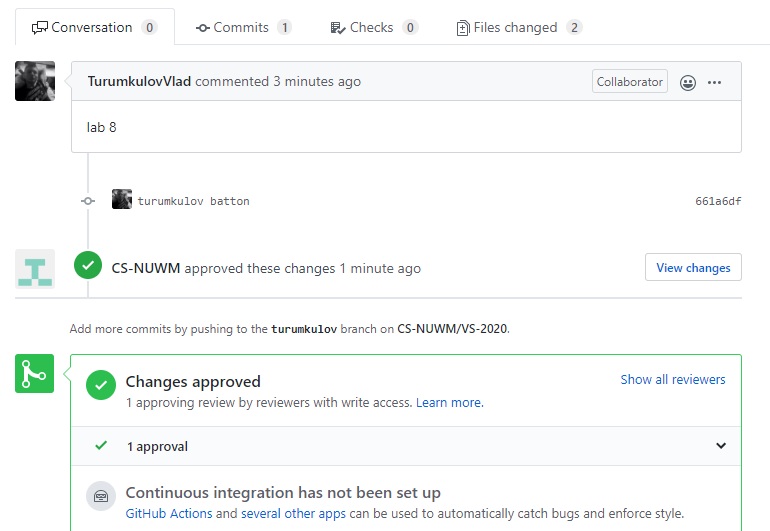 Conversation 0 Commits 1 Checks 0 Files changed 2
TurumkulovVlad commented 3 minutes ago Collaborator
lab 8
turumkulov batton 661a6df
CS-NUWM approved these changes 1 minute ago View changes
Add more commits by pushing to the turumkulov branch on CS-NUWM/VS-2020.
Changes approved Show all reviewers
1 approving review by reviewers with write access. Learn more.
1 approval
Continuous integration has not been set up
GitHub Actions and several other apps can be used to automatically catch bugs and enforce style.